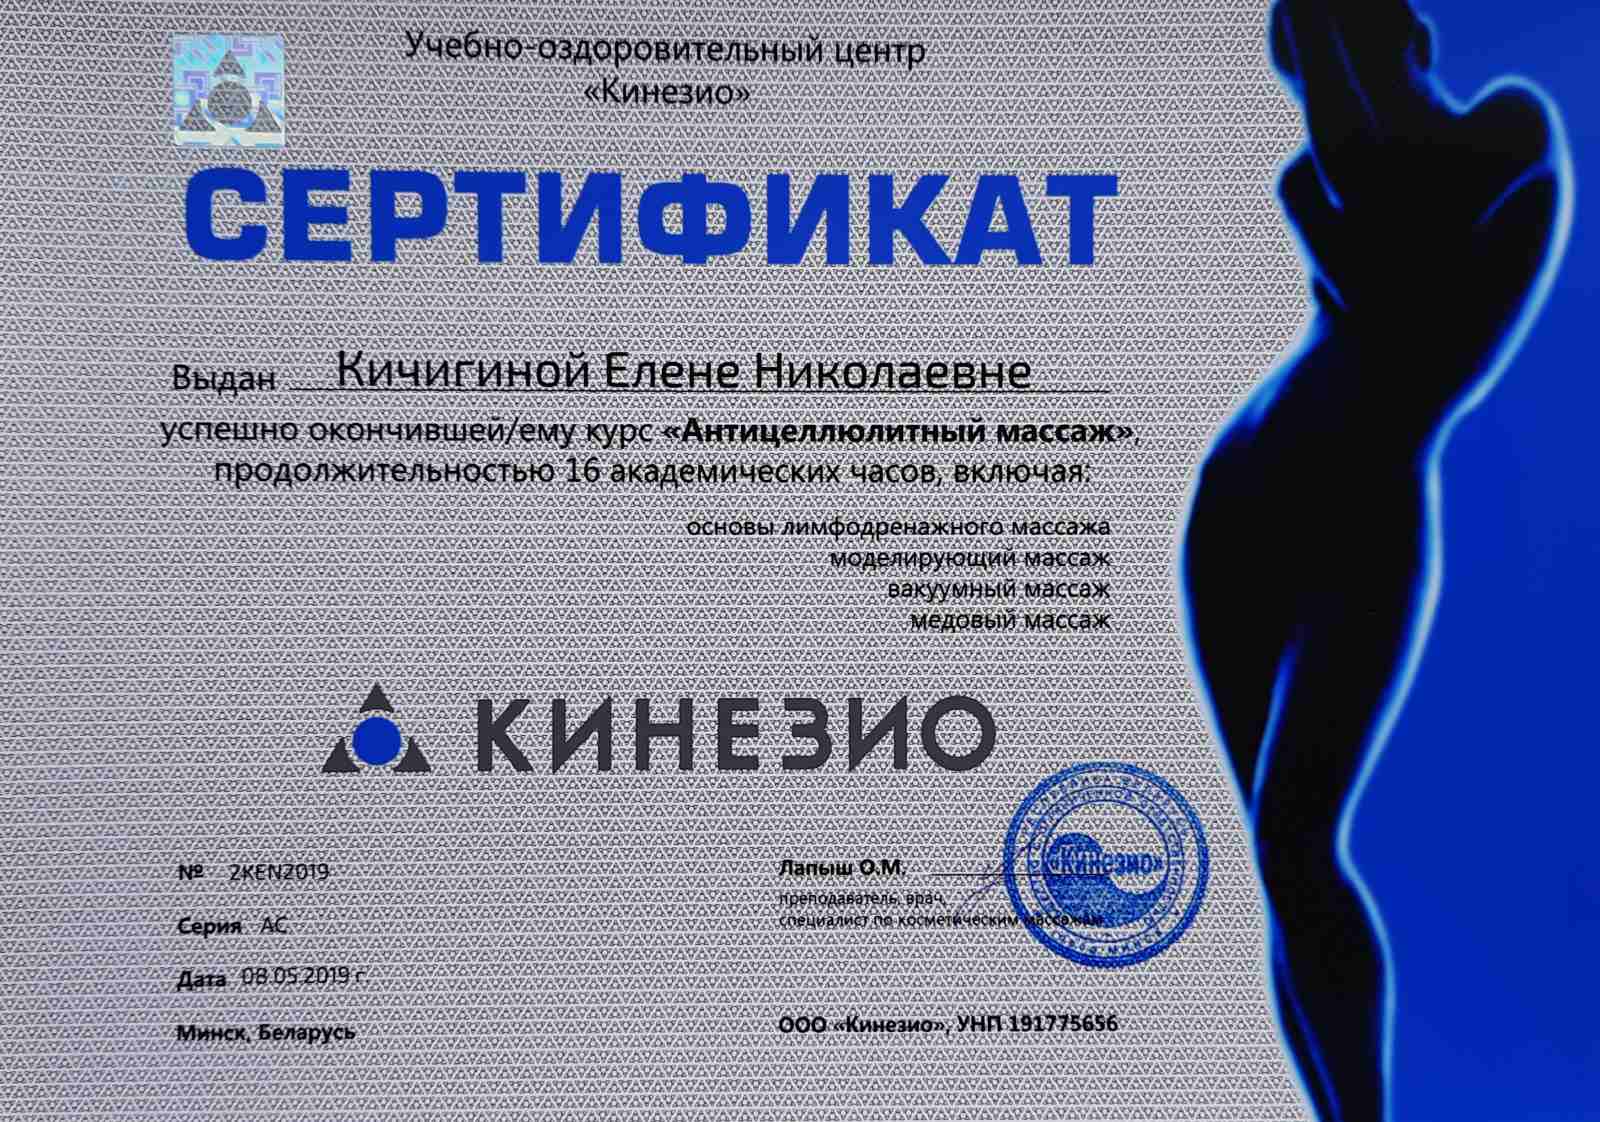 Учебно-оздоровительный центр
«Кинезио»
СЕРТИФИКАТ
Выдан Кичигиной Елене Николаевне
успешно окончившей/ему курс «Антицеллюлитный массаж»,
продолжительностью 16 академических часов, включая:
основы лимфодренажного массажа
моделирующий массаж
вакуумный массаж
медовый массаж
КИНЕЗИО
№ 2KEN2019
Серия АС
Дата 08.05.2019 г.
Минск, Беларусь
Лапыш О.М.
преподаватель, врач,
специалист по косметическим массажам
«Кинезио»
ООО «Кинезио», УНП 191775656